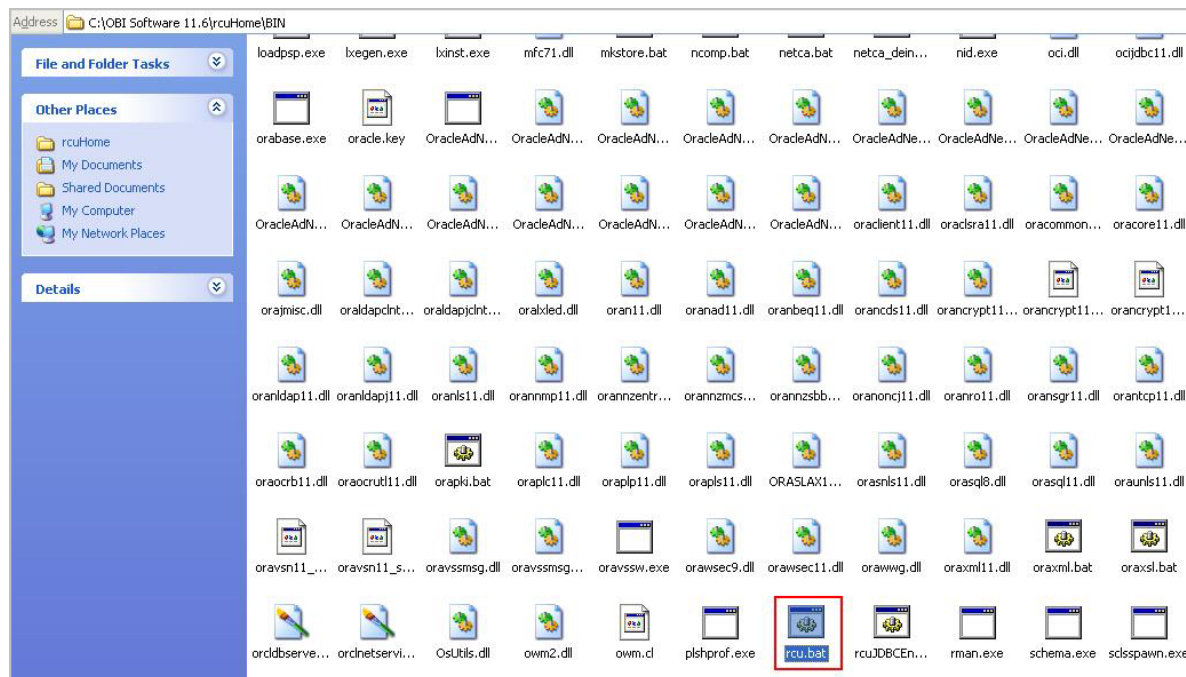 Address C:\OBI Software 11.6\rcuHome\BIN
File and Folder Tasks
Other Places
rcuHome
My Documents
Shared Documents
My Computer
My Network Places
Details
loadpsp.exe lxegen.exe lxinst.exe mfc71.dll mkstore.bat ncomp.bat netca.bat netca_dein... nid.exe oci.dll ocijdbc11.dll
orabase.exe oracle.key OracleAdN... OracleAdN... OracleAdN... OracleAdN... OracleAdN... OracleAdNe... OracleAdNe... OracleAdNe... OracleAdNe...
OracleAdN... OracleAdN... OracleAdN... OracleAdN... OracleAdN... OracleAdN... OracleAdN... oraclient11.dll oraclsra11.dll oracommon... oracore11.dll
orajmisc.dll oraldapclnt... oraldapjclnt... oralxled.dll oran11.dll oranad11.dll oranbeq11.dll orancds11.dll orancrypt11... orancrypt11... orancrypt1...
oranldap11.dll oranldapj11.dll oranls11.dll orannmp11.dll orannzentr... orannzmcs... orannzsbb... oranoncj11.dll oranro11.dll oransgr11.dll orantcp11.dll
oraocrb11.dll oraocrutl11.dll orapki.bat oraplc11.dll oraplp11.dll orapls11.dll ORASLAX1... orasnls11.dll orasql8.dll orasql11.dll oraunls11.dll
oravsn11_... oravsn11_s... oravssmsg.dll oravssmsg... oravssw.exe orawsec9.dll orawsec11.dll orawwg.dll oraxml11.dll oraxml.bat oraxsl.bat
orcldbserve... orclnetservi... OsUtils.dll owm2.dll owm.cl plshprof.exe rcu.bat rcuJDBCEn... rman.exe schema.exe sclsspawn.exe